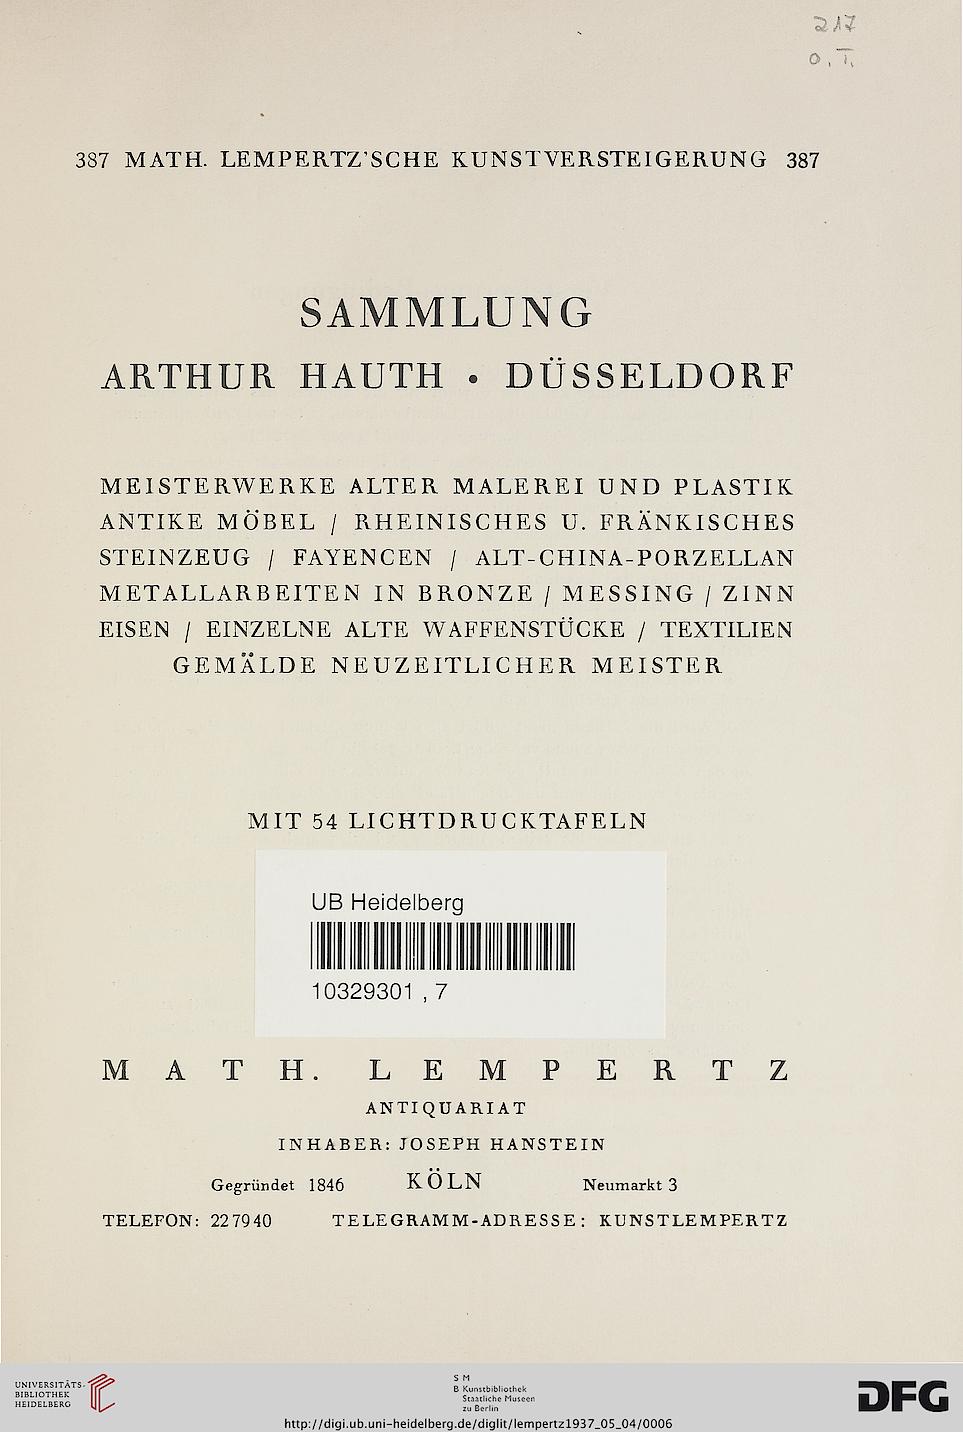 217
O.T.
387 MATH. LEMPERTZ'SCHE KUNSTVERSTEIGERUNG 387
SAMMLUNG
ARTHUR HAUTH • DÜSSELDORF
MEISTERWERKE ALTER MALEREI UND PLASTIK
ANTIKE MÖBEL / RHEINISCHES U. FRÄNKISCHES
STEINZEUG / FAYENCEN / ALT-CHINA-PORZELLAN
METALLARBEITEN IN BRONZE / MESSING / ZINN
EISEN / EINZELNE ALTE WAFFENSTÜCKE / TEXTILIEN
GEMÄLDE NEUZEITLICHER MEISTER
MIT 54 LICHTDRUCKTAFELN
UB Heidelberg
10329301 , 7
MATH. LEMPERTZ
ANTIQUARIAT
INHABER: JOSEPH HANSTEIN
Gegründet 1846 KÖLN Neumarkt 3
TELEFON: 227940 TELEGRAMM-ADRESSE: KUNSTLEMPERTZ
UNIVERSITÄTS-
BIBLIOTHEK
HEIDELBERG
S M
B Kunstbibliothek
Staatliche Museen
zu Berlin
DFG
http://digi.ub.uni-heidelberg.de/diglit/lempertz1937_05_04/0006